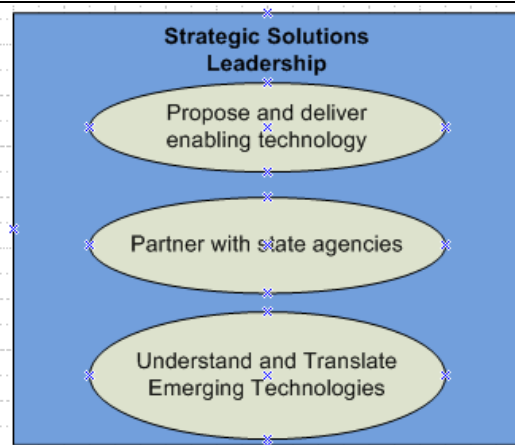 Strategic Solutions
Leadership
Propose and deliver
enabling technology
Partner with state agencies
Understand and Translate
Emerging Technologies